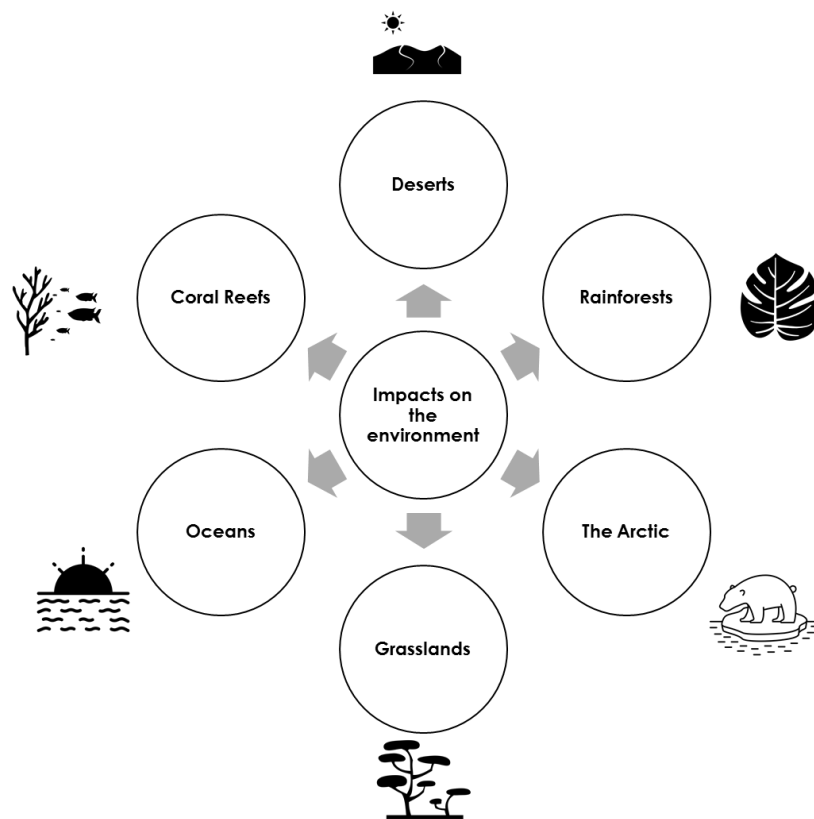 Deserts
Coral Reefs
Rainforests
Impacts on
the
environment
Oceans
The Arctic
Grasslands